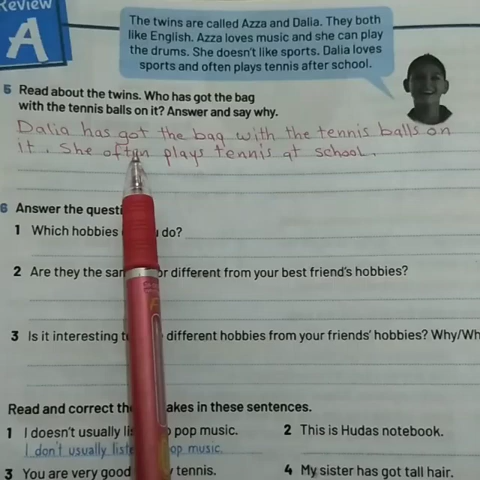 Review
A
The twins are called Azza and Dalia. They both
like English. Azza loves music and she can play
the drums. She doesn't like sports. Dalia loves
sports and often plays tennis after school.
5 Read about the twins. Who has got the bag
with the tennis balls on it? Answer and say why.
Dalia has got the bag with the tennis balls on
it. She often plays tennis at school.
6 Answer the questi
1 Which hobbies do?
2 Are they the sa or different from your best friend's hobbies?
3 Is it interesting t different hobbies from your friends' hobbies? Why/Wh
Read and correct th akes in these sentences.
1 I doesn't usually li pop music.
I don't usually liste pop music.
2 This is Hudas notebook.
3 You are very good tennis.
4 My sister has got tall hair.